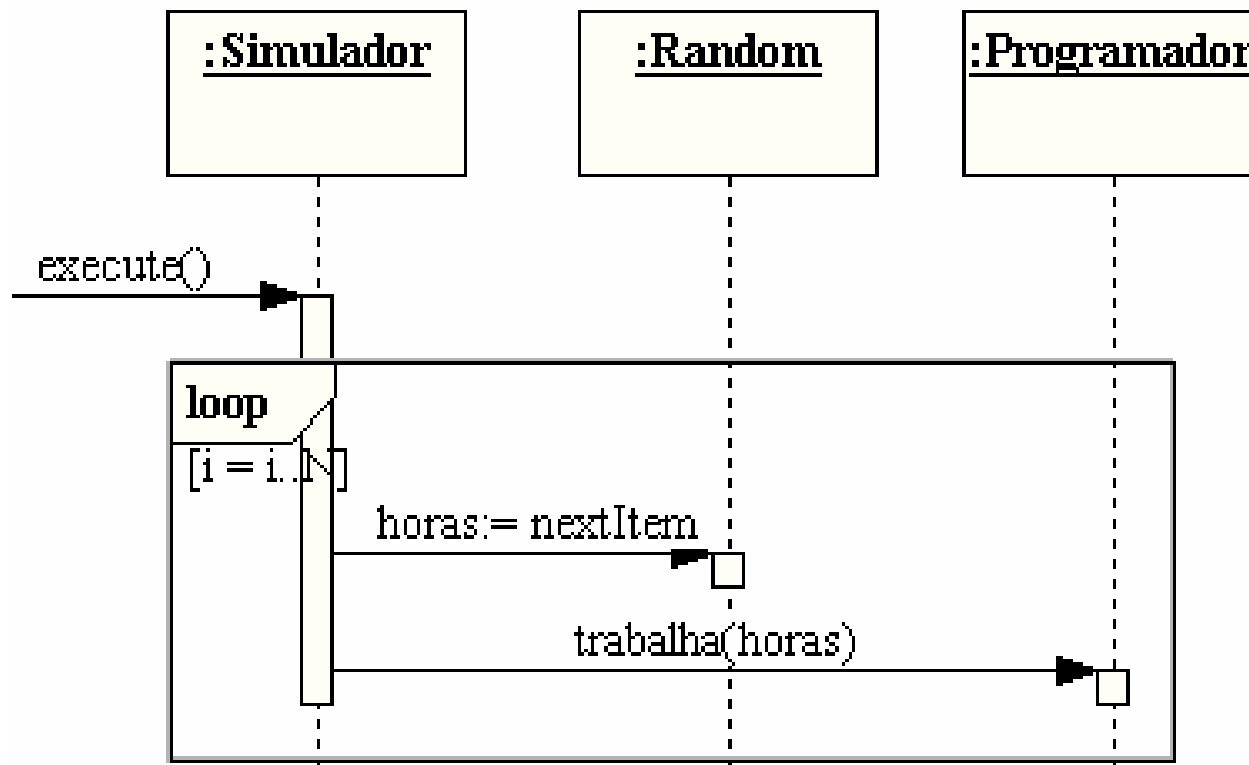 :Simulador
:Random
:Programador
execute()
loop
[i = i..N]
horas:= nextItem
trabalha(horas)